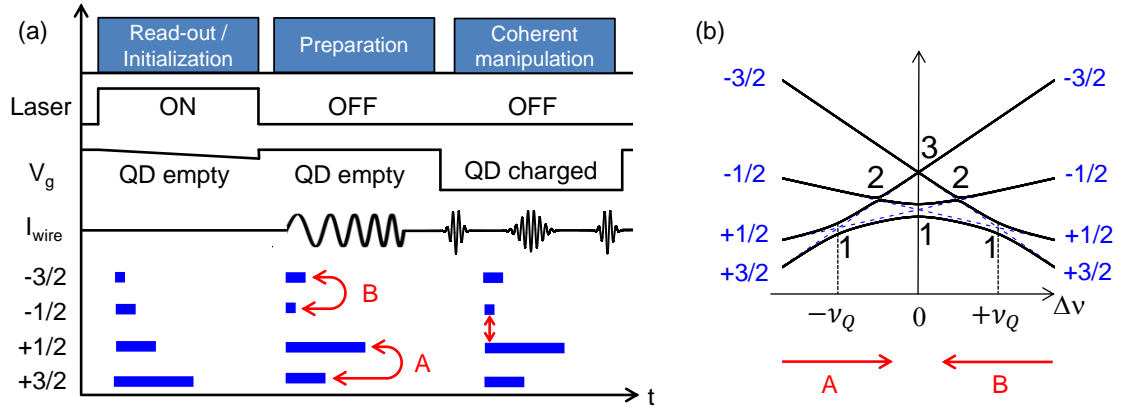 (a)
Read-out /
Initialization
Preparation
Coherent
manipulation
Laser
ON
OFF
OFF
V_g
QD empty
QD empty
QD charged
I_wire
-3/2
-1/2
+1/2
+3/2
B
A
t
(b)
-3/2
-3/2
-1/2
-1/2
+1/2
+1/2
+3/2
+3/2
3
2
2
1
1
1
−ν_Q
0
+ν_Q
Δν
A
B